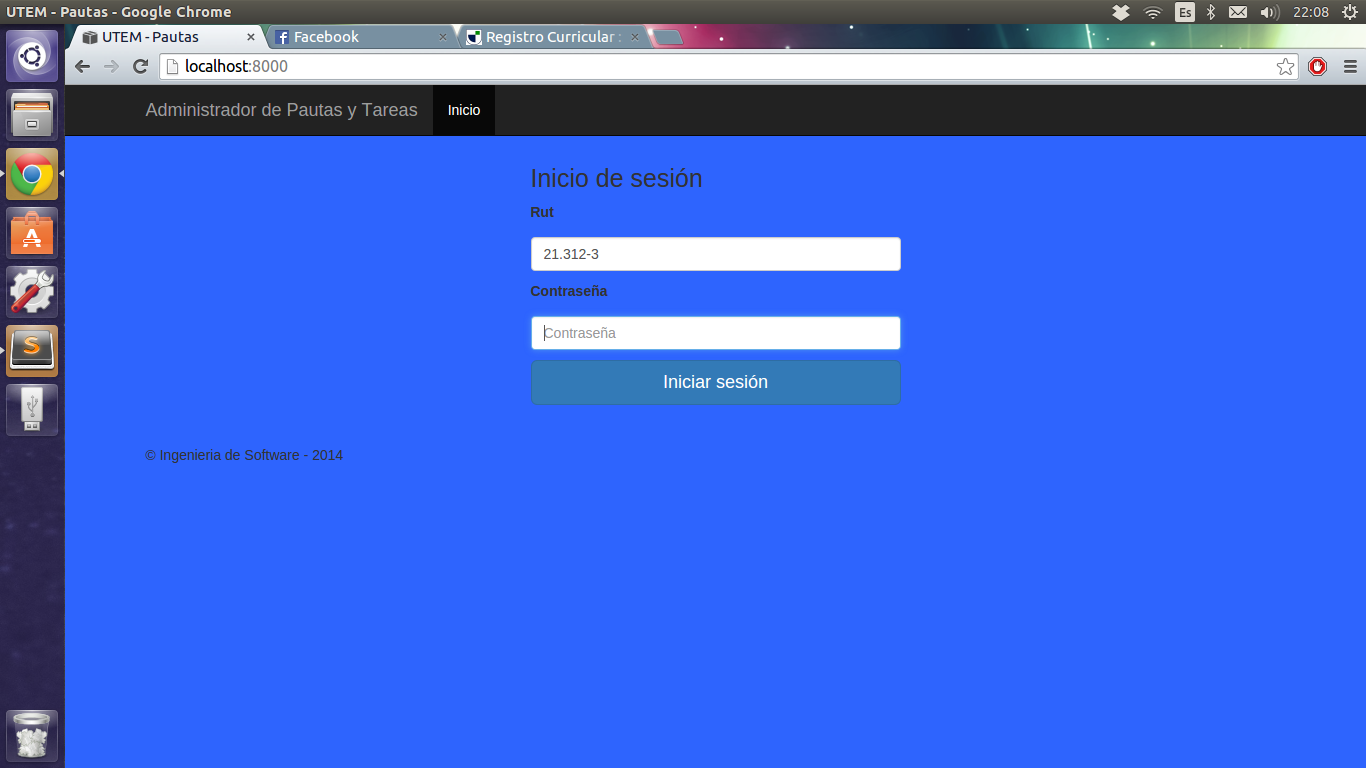 UTEM - Pautas - Google Chrome
Es
22:08
UTEM - Pautas
Facebook
Registro Curricular :
localhost:8000
Administrador de Pautas y Tareas
Inicio
Inicio de sesión
Rut
21.312-3
Contraseña
Contraseña
Iniciar sesión
© Ingenieria de Software - 2014